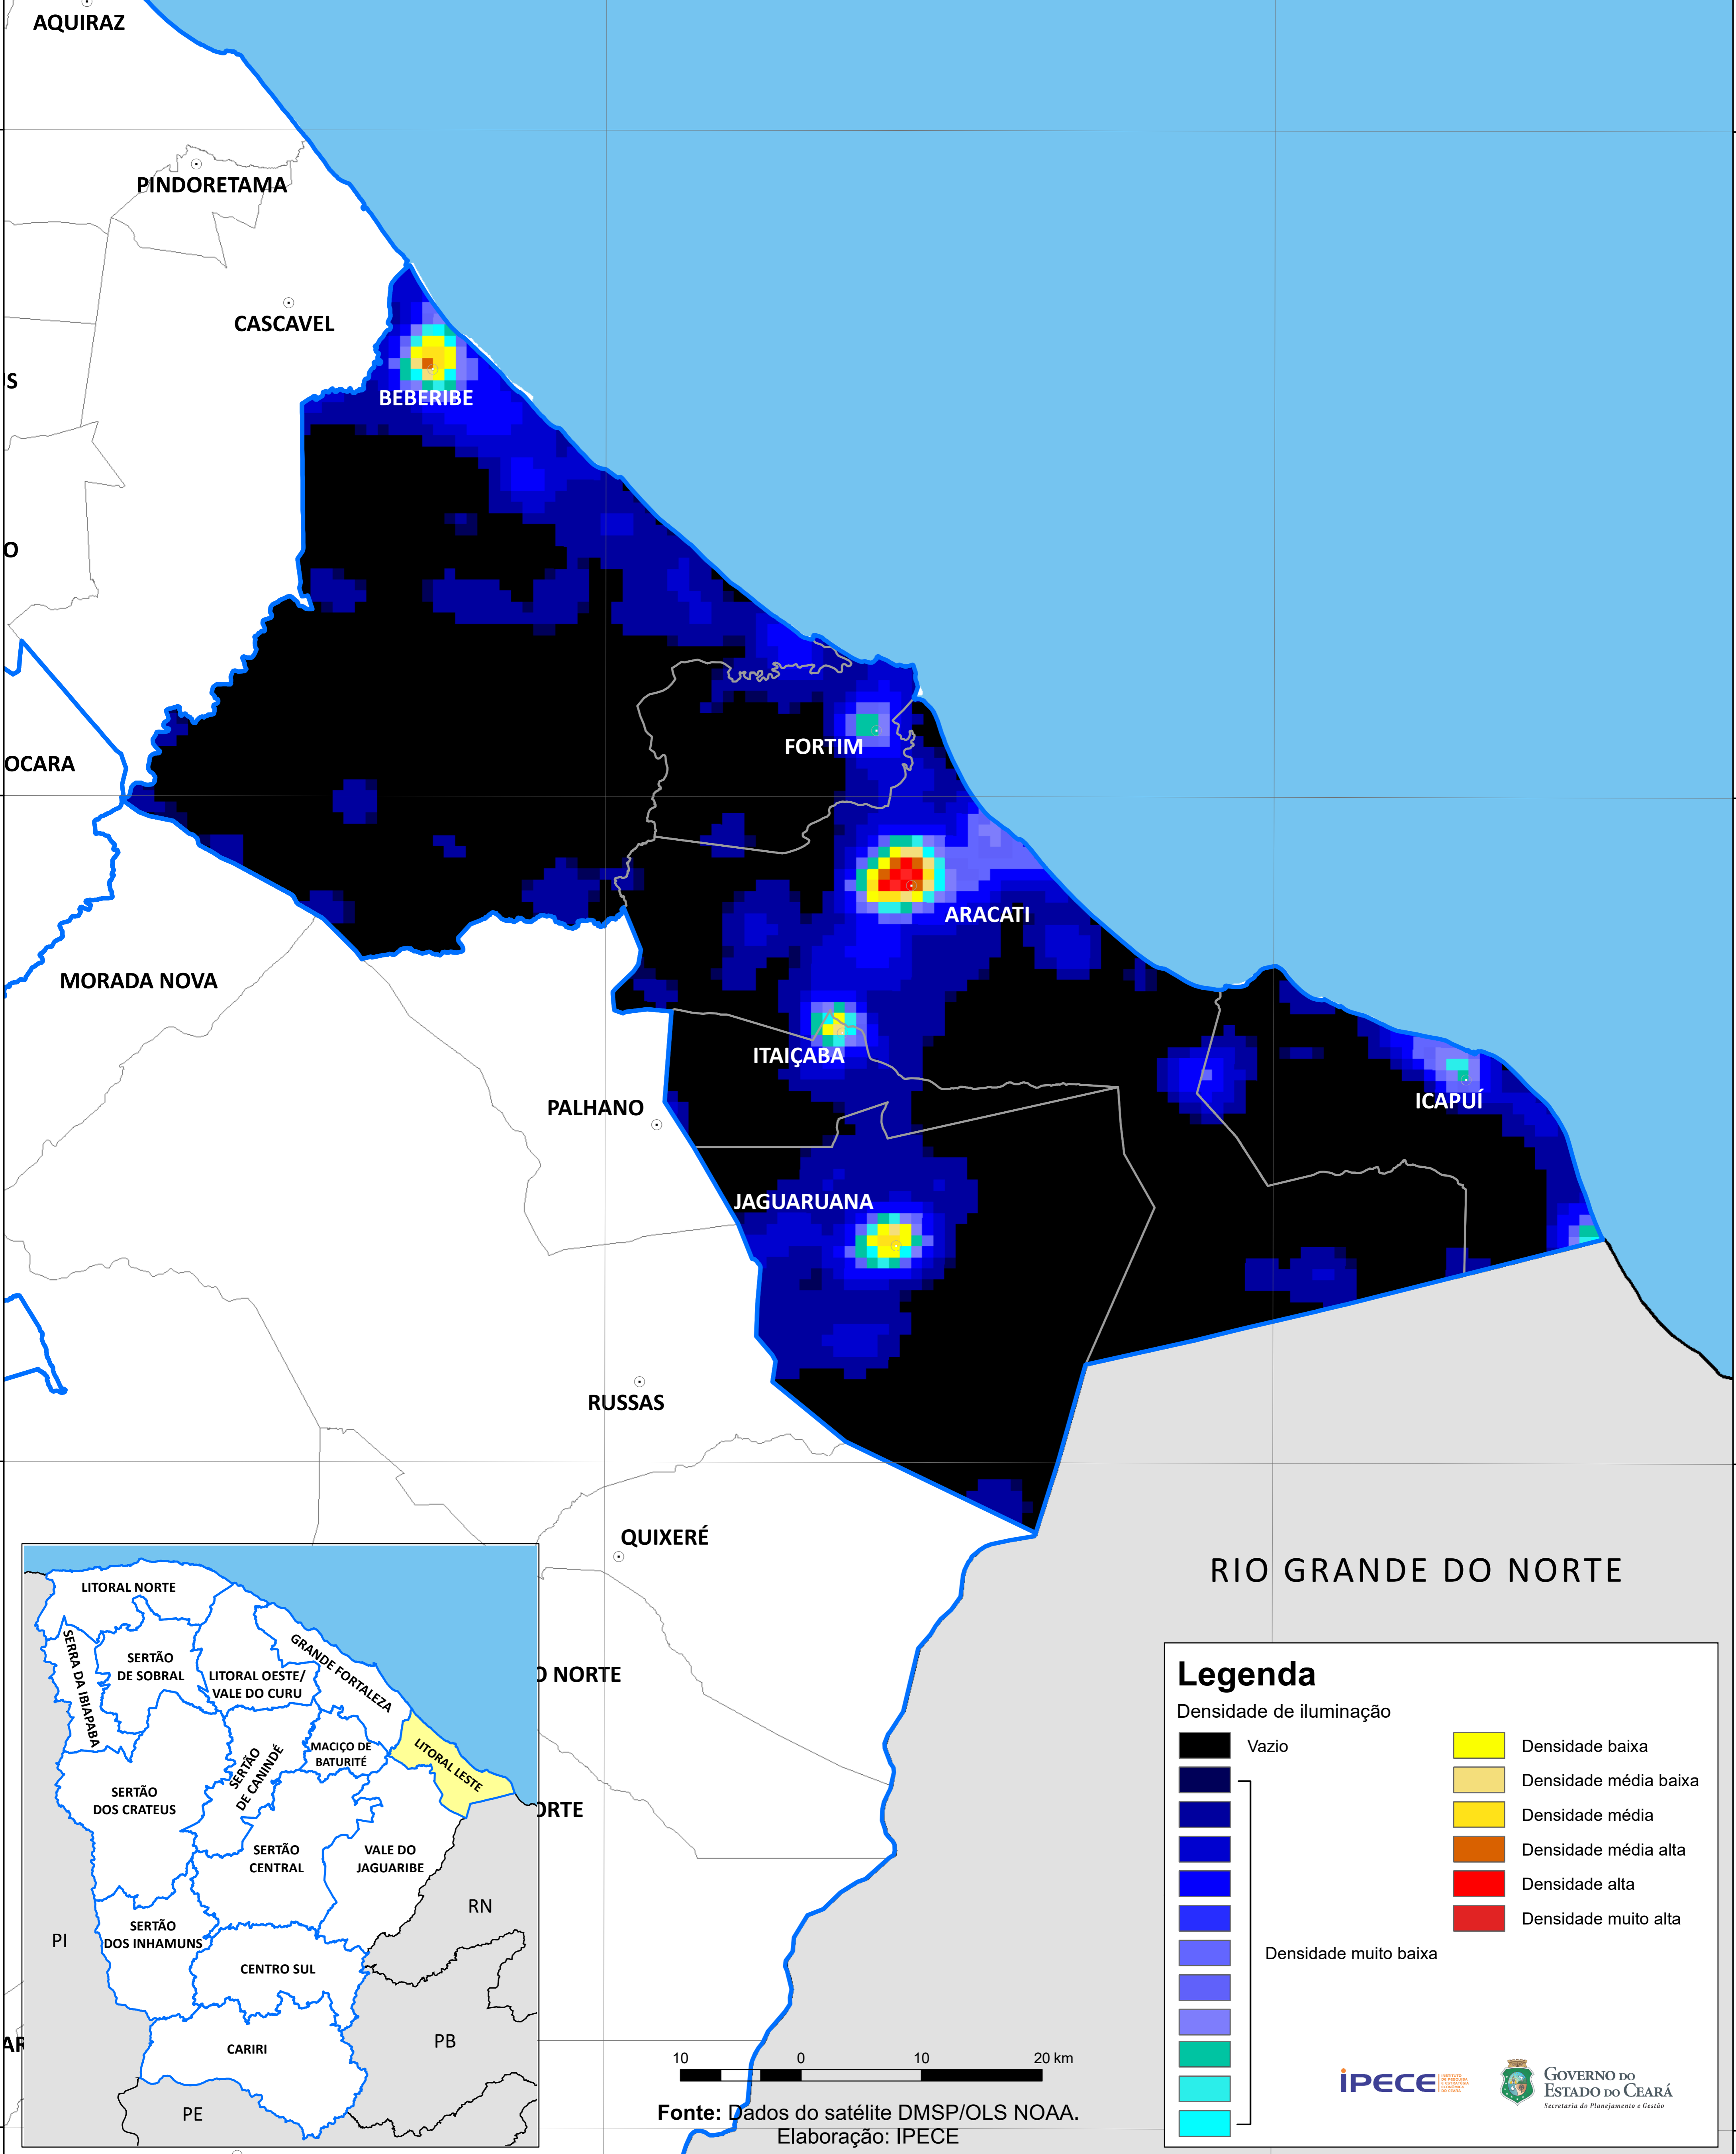 AQUIRAZ
PINDORETAMA
CASCAVEL
S
BEBERIBE
O
FORTIM
OCARA
ARACATI
MORADA NOVA
ITAIÇABA
PALHANO
ICAPUÍ
JAGUARUANA
RUSSAS
QUIXERÉ
RIO GRANDE DO NORTE
O NORTE
ORTE
AR
LITORAL NORTE
SERRA DA IBIAPABA
SERTÃO
DE SOBRAL
LITORAL OESTE/
VALE DO CURU
GRANDE FORTALEZA
MACIÇO DE
BATURITÉ
LITORAL LESTE
SERTÃO
DE CANINDÉ
SERTÃO
DOS CRATEUS
SERTÃO
CENTRAL
VALE DO
JAGUARIBE
RN
SERTÃO
DOS INHAMUNS
PI
CENTRO SUL
PB
CARIRI
PE
10 0 10 20 km
Fonte: Dados do satélite DMSP/OLS NOAA.
Elaboração: IPECE
Legenda
Densidade de iluminação
Vazio
Densidade muito baixa
Densidade baixa
Densidade média baixa
Densidade média
Densidade média alta
Densidade alta
Densidade muito alta
iPECE
GOVERNO DO
ESTADO DO CEARÁ
Secretaria do Planejamento e Gestão